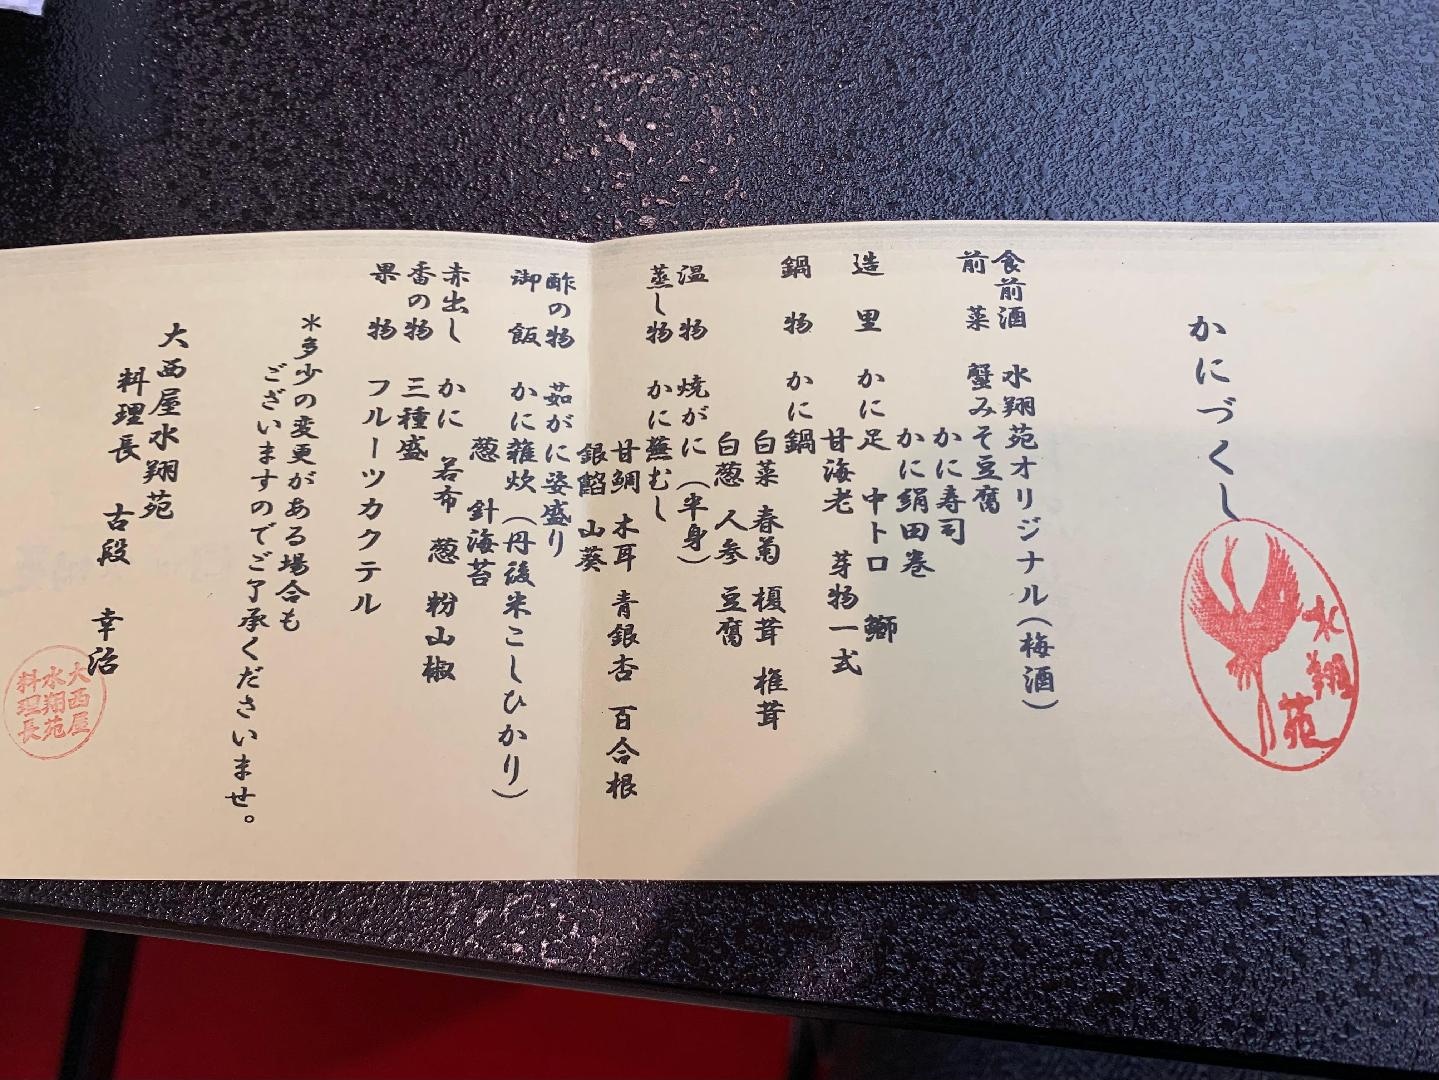 かにづくし
水翔苑
食前酒 水翔苑オリジナル(梅酒)
前菜 蟹みそ豆腐
かに寿司
かに絹田巻
造里 かに足 中トロ 鰤
甘海老 芽物一式
鍋物 かに鍋
白菜 春菊 榎茸 椎茸
白葱 人参 豆腐
温物 焼がに(半身)
蒸し物 かに蕪むし
甘鯛 木耳 青銀杏 百合根
銀餡 山葵
酢の物 茹がに姿盛り
御飯 かに雑炊(丹後米こしひかり)
葱 針海苔
赤出し かに 若布 葱 粉山椒
香の物 三種盛
果物 フルーツカクテル
*多少の変更がある場合も
ございますのでご了承くださいませ。
大西屋水翔苑
料理長 古段 幸治
大西屋
水翔苑
料理長